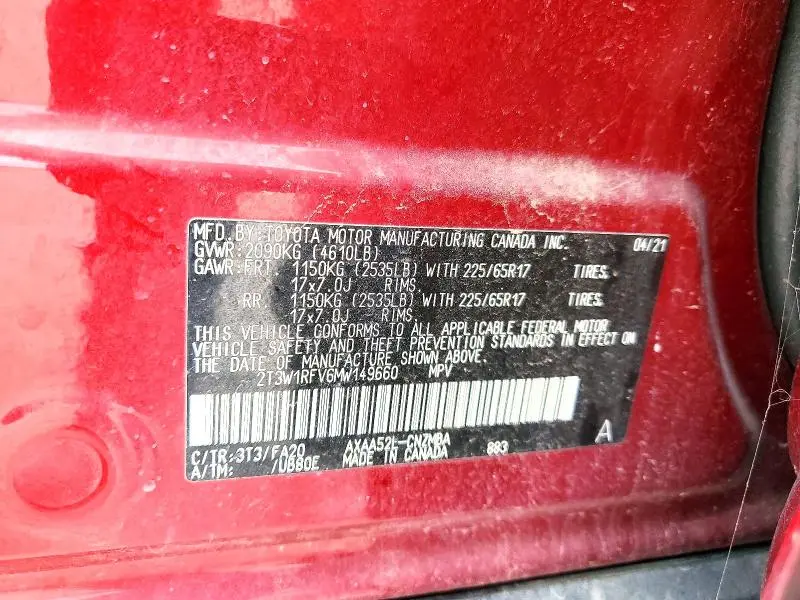 MFD. BY: TOYOTA MOTOR MANUFACTURING CANADA INC. 04/21
GVWR: 2090KG (4610LB)
GAWR: FRT 1150KG (2535LB) WITH 225/65R17 TIRES,
17x7.0J RIMS,
RR 1150KG (2535LB) WITH 225/65R17 TIRES,
17x7.0J RIMS,
THIS VEHICLE CONFORMS TO ALL APPLICABLE FEDERAL MOTOR
VEHICLE SAFETY AND THEFT PREVENTION STANDARDS IN EFFECT ON
THE DATE OF MANUFACTURE SHOWN ABOVE.
2T3W1RFV6MW149660 MPV
C/TR: 3T3/FA20 AXAA52L-CNZMBA 883 A
A/TM: /UB80E MADE IN CANADA